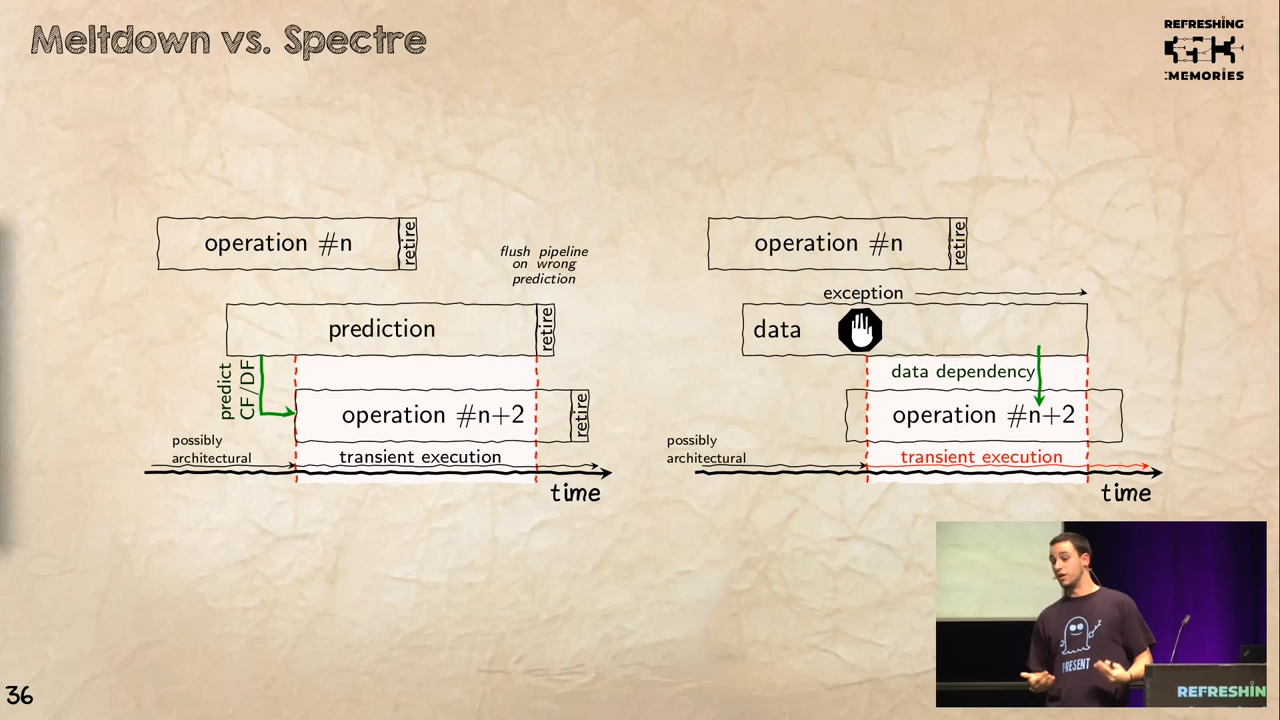 Meltdown vs. Spectre
REFRESHING
:MEMORIES
operation #n
retire
flush pipeline
on wrong
prediction
prediction
retire
predict
CF/DF
operation #n+2
retire
possibly
architectural
transient execution
time
operation #n
retire
exception
data
data dependency
operation #n+2
possibly
architectural
transient execution
time
PRESENT
REFRESHIN
36